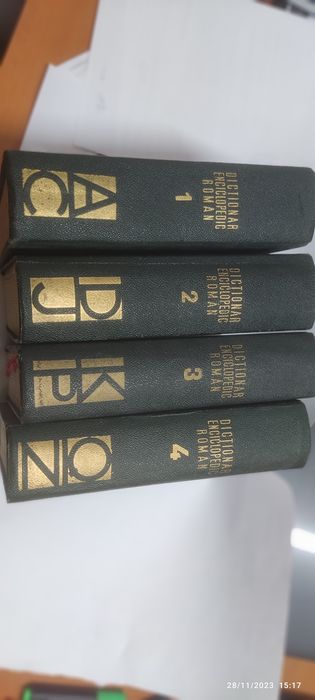 DICTIONAR
ENCICLOPEDIC
ROMÂN
1
A
C
DICTIONAR
ENCICLOPEDIC
ROMÂN
2
D
J
DICTIONAR
ENCICLOPEDIC
ROMÂN
3
K
P
DICTIONAR
ENCICLOPEDIC
ROMÂN
4
Q
Z
28/11/2023 15:17